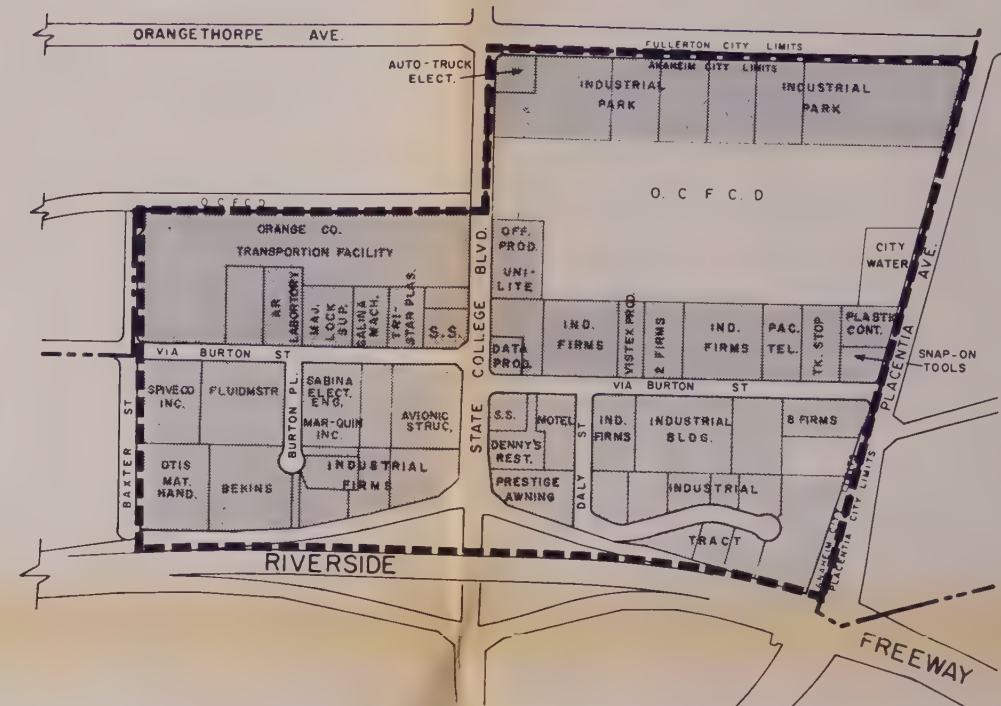 ORANGETHORPE AVE.
FULLERTON CITY LIMITS
ANAHEIM CITY LIMITS
AUTO-TRUCK
ELECT.
INDUSTRIAL
PARK
INDUSTRIAL
PARK
O. C F C. D
O C F C D
ORANGE CO.
TRANSPORTION FACILITY
AR
LABORTORY
MAJ.
LOCK
SUP.
SALINA
MACH.
TRI-
STAR PLAS.
S.S.
STATE COLLEGE BLVD.
OFF.
PROD.
UNI-
LITE
CITY
WATER
PLACENTIA AVE.
DATA
PROD.
IND.
FIRMS
VISTEX PROD.
2 FIRMS
IND.
FIRMS
PAC.
TEL.
TK. STOP
PLASTIC
CONT.
SNAP-ON
TOOLS
VIA BURTON ST
VIA BURTON ST
BAXTER ST
SPIVECO
INC.
FLUIDMSTR
BURTON PL.
SABINA
ELECT.
ENG.
MAR-QUIN
INC.
AVIONIC
STRUC.
OTIS
MAT.
HAND.
BEKINS
INDUSTRIAL
FIRMS
S.S.
MOTEL
DENNY'S
REST.
PRESTIGE
AWNING
DALY ST
IND.
FIRMS
INDUSTRIAL
BLDG.
8 FIRMS
INDUSTRIAL
TRACT
ANAHEIM CITY LIMITS
PLACENTIA CITY LIMITS
RIVERSIDE
FREEWAY